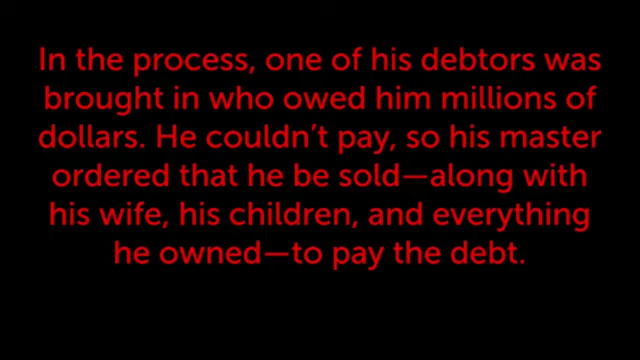 In the process, one of his debtors was
brought in who owed him millions of
dollars. He couldn’t pay, so his master
ordered that he be sold—along with
his wife, his children, and everything
he owned—to pay the debt.